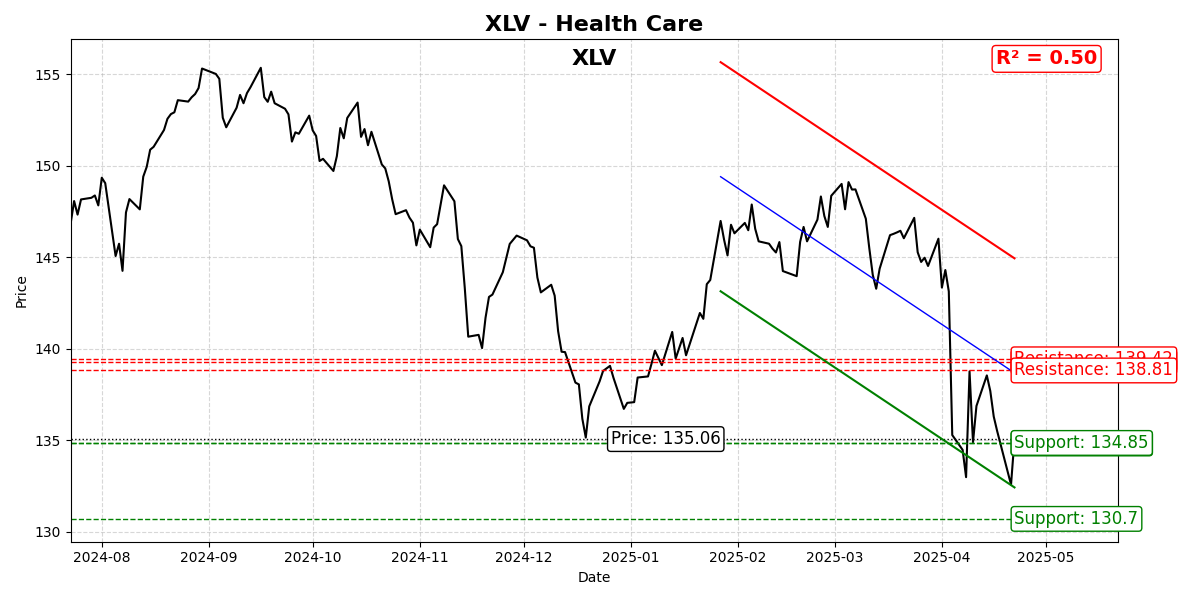 XLV - Health Care
XLV
R² = 0.50
155
150
145
140
135
130
Price
Resistance: 139.42
Resistance: 138.81
Price: 135.06
Support: 134.85
Support: 130.7
2024-08
2024-09
2024-10
2024-11
2024-12
2025-01
2025-02
2025-03
2025-04
2025-05
Date